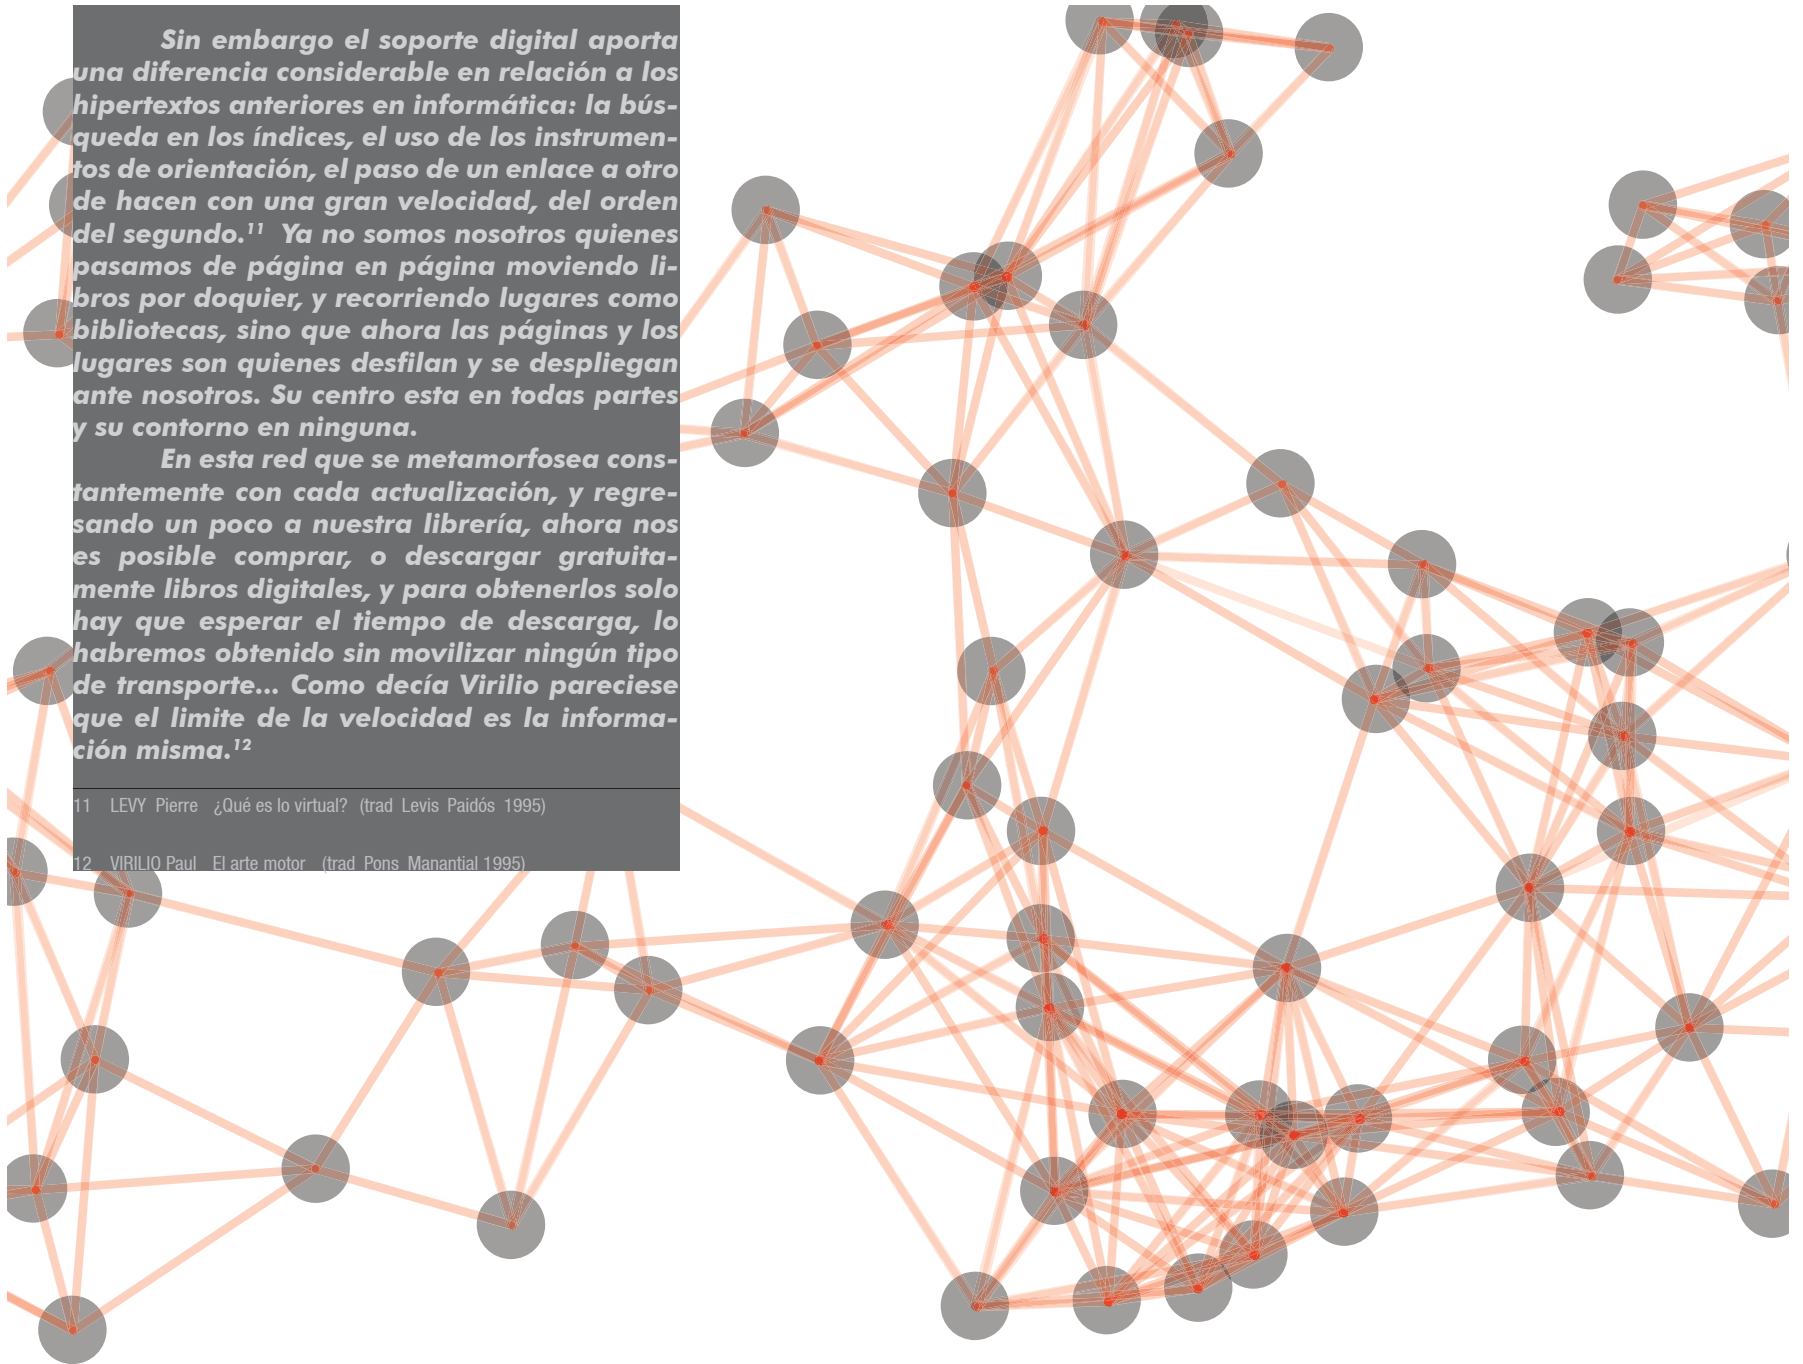 Sin embargo el soporte digital aporta
una diferencia considerable en relación a los
hipertextos anteriores en informática: la bús-
queda en los índices, el uso de los instrumen-
tos de orientación, el paso de un enlace a otro
de hacen con una gran velocidad, del orden
del segundo.¹¹ Ya no somos nosotros quienes
pasamos de página en página moviendo li-
bros por doquier, y recorriendo lugares como
bibliotecas, sino que ahora las páginas y los
lugares son quienes desfilan y se despliegan
ante nosotros. Su centro esta en todas partes
y su contorno en ninguna.
En esta red que se metamorfosea cons-
tantemente con cada actualización, y regre-
sando un poco a nuestra librería, ahora nos
es posible comprar, o descargar gratuita-
mente libros digitales, y para obtenerlos solo
hay que esperar el tiempo de descarga, lo
habremos obtenido sin movilizar ningún tipo
de transporte... Como decía Virilio pareciese
que el limite de la velocidad es la informa-
ción misma.¹²
11 LEVY Pierre ¿Qué es lo virtual? (trad Levis Paidós 1995)
12 VIRILIO Paul El arte motor (trad Pons Manantial 1995)